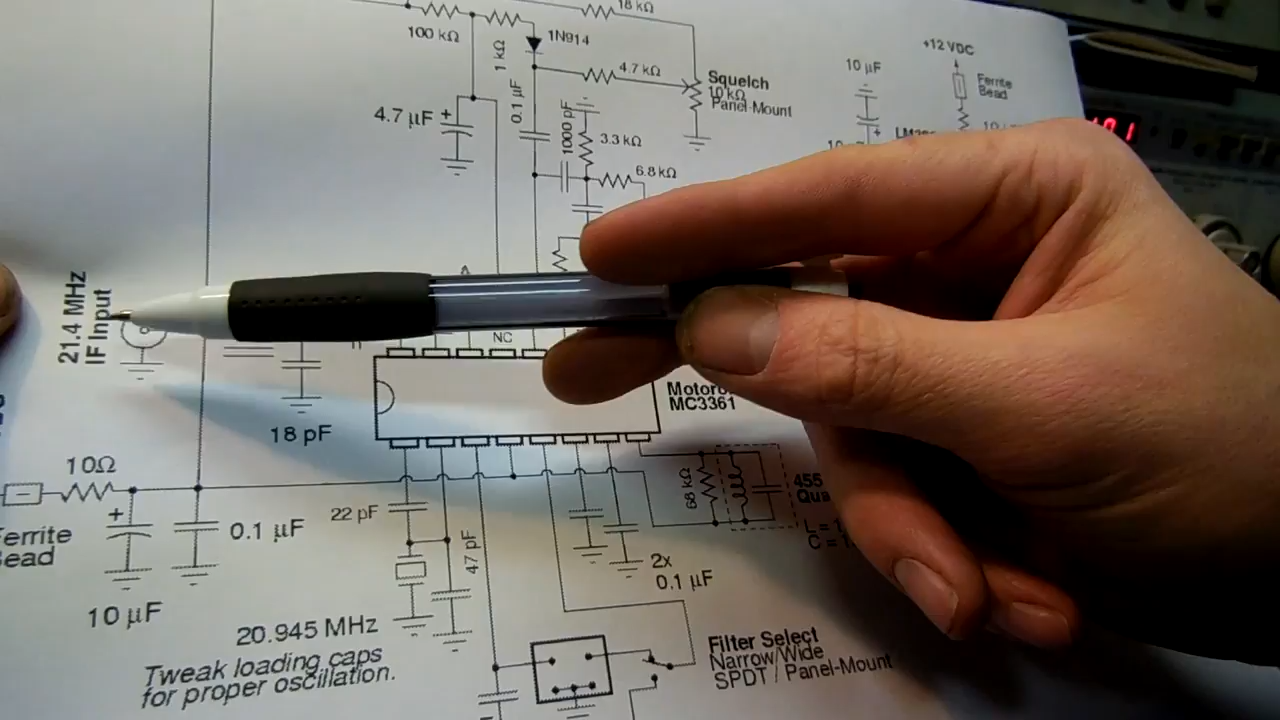 18 kΩ
100 kΩ
1 kΩ
1N914
4.7 kΩ
Squelch
10 kΩ
Panel-Mount
10 µF
+12 VDC
Ferrite
Bead
4.7 µF
+
0.1 µF
1000 pF
3.3 kΩ
6.8 kΩ
+
21.4 MHz
IF Input
NC
MC3361
18 pF
10Ω
+
0.1 µF
22 pF
47 pF
68 kΩ
455
2x
0.1 µF
10 µF
20.945 MHz
Tweak loading caps
for proper oscillation.
Filter Select
Narrow/Wide
SPDT / Panel-Mount